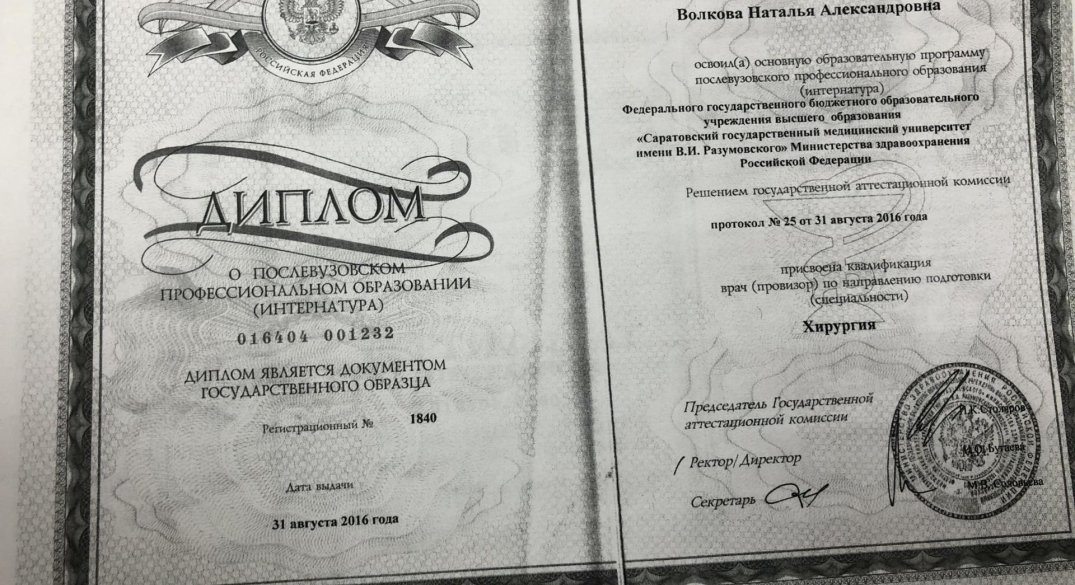 РОССИЙСКАЯ ФЕДЕРАЦИЯ
ДИПЛОМ
О ПОСЛЕВУЗОВСКОМ
ПРОФЕССИОНАЛЬНОМ ОБРАЗОВАНИИ
(ИНТЕРНАТУРА)
016404 001232
ДИПЛОМ ЯВЛЯЕТСЯ ДОКУМЕНТОМ
ГОСУДАРСТВЕННОГО ОБРАЗЦА
Регистрационный № 1840
Дата выдачи
31 августа 2016 года
Волкова Наталья Александровна
освоил(а) основную образовательную программу
послевузовского профессионального образования
(интернатура)
Федерального государственного бюджетного образовательного
учреждения высшего образования
«Саратовский государственный медицинский университет
имени В.И. Разумовского» Министерства здравоохранения
Российской Федерации
Решением государственной аттестационной комиссии
протокол № 25 от 31 августа 2016 года
присвоена квалификация
врач (провизор) по направлению подготовки
(специальности)
Хирургия
Председатель Государственной
аттестационной комиссии
Столяров
/ Ректор/Директор
Бугаева
Секретарь
М.В. Соловьева